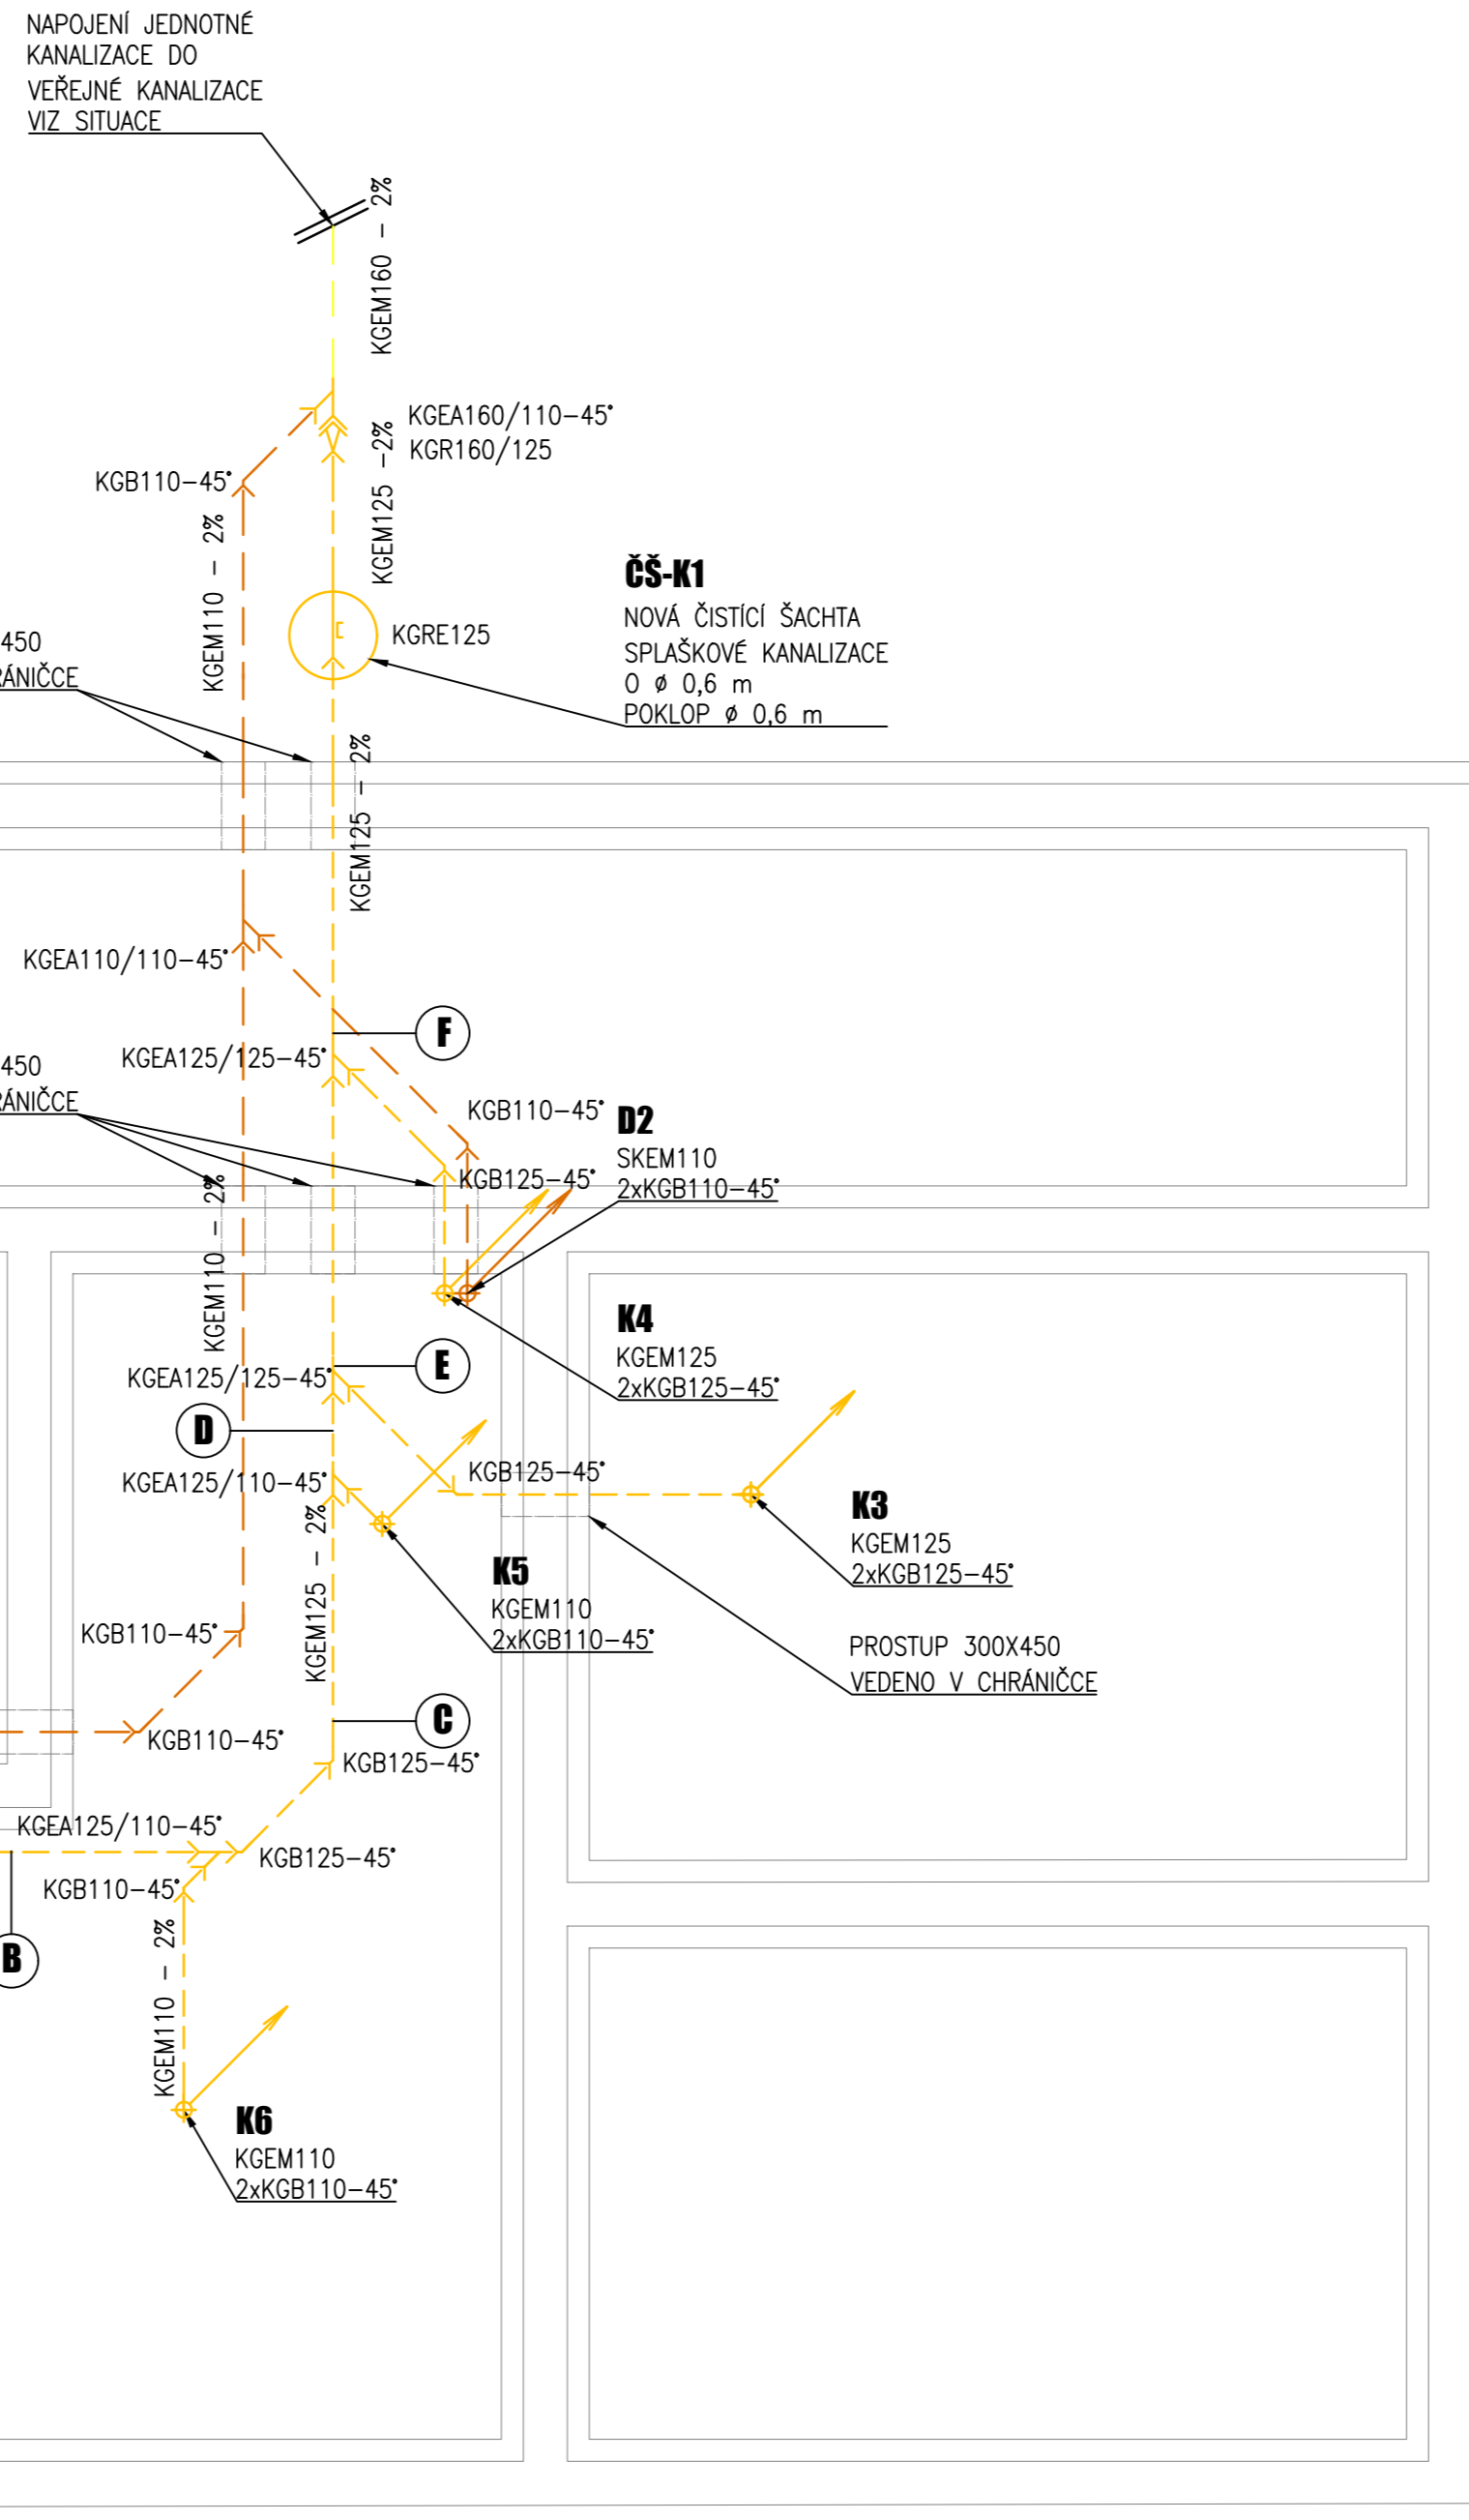 NAPOJENÍ JEDNOTNÉ
KANALIZACE DO
VEŘEJNÉ KANALIZACE
VIZ SITUACE
KGEM160 - 2%
KGEA160/110-45°
KGR160/125
KGEM125 -2%
KGB110-45°
KGEM110 - 2%
ČŠ-K1
NOVÁ ČISTÍCÍ ŠACHTA
SPLAŠKOVÉ KANALIZACE
O ø 0,6 m
POKLOP ø 0,6 m
KGRE125
450
RÁNIČCE
KGEM125 - 2%
KGEA110/110-45°
F
KGEA125/125-45°
450
RÁNIČCE
KGB110-45°
D2
SKEM110
2xKGB110-45°
KGB125-45°
KGEM110 - 2%
K4
KGEM125
2xKGB125-45°
E
KGEA125/125-45°
D
KGEA125/110-45°
KGB125-45°
K3
KGEM125
2xKGB125-45°
KGEM125 - 2%
K5
KGEM110
2xKGB110-45°
KGB110-45°
PROSTUP 300X450
VEDENO V CHRÁNIČCE
C
KGB110-45°
KGB125-45°
KGEA125/110-45°
KGB125-45°
KGB110-45°
B
KGEM110 - 2%
K6
KGEM110
2xKGB110-45°